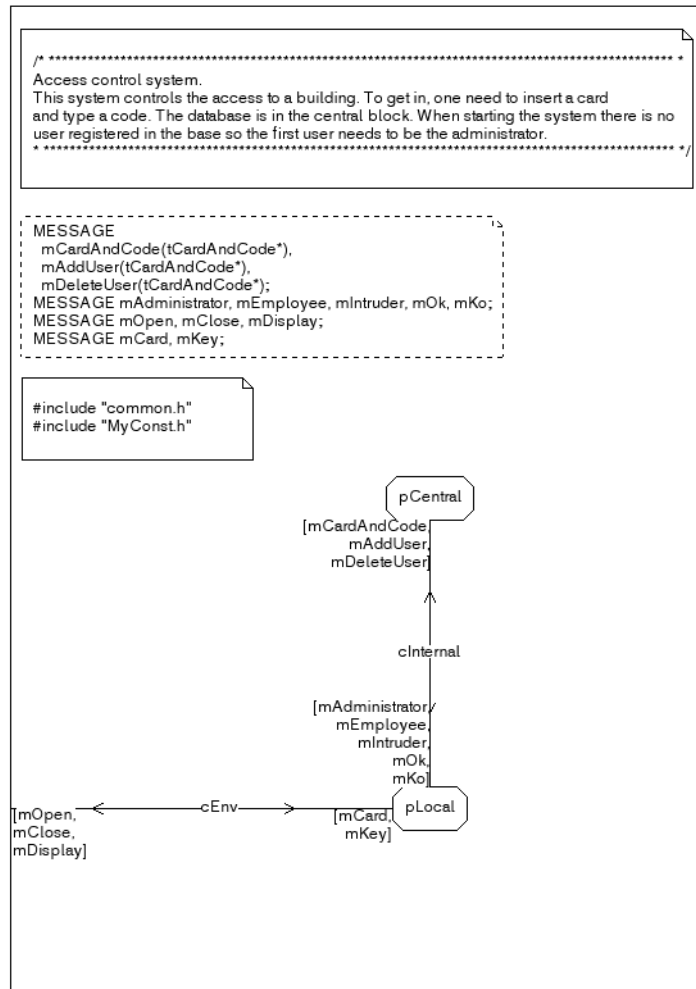 /* ************************************************************************************************ *
Access control system.
This system controls the access to a building. To get in, one need to insert a card
and type a code. The database is in the central block. When starting the system there is no
user registered in the base so the first user needs to be the administrator.
* ************************************************************************************************ */
MESSAGE
mCardAndCode(tCardAndCode*),
mAddUser(tCardAndCode*),
mDeleteUser(tCardAndCode*);
MESSAGE mAdministrator, mEmployee, mIntruder, mOk, mKo;
MESSAGE mOpen, mClose, mDisplay;
MESSAGE mCard, mKey;
#include "common.h"
#include "MyConst.h"
pCentral
[mCardAndCode,
mAddUser,
mDeleteUser]
cInternal
[mAdministrator,
mEmployee,
mIntruder,
mOk,
mKo]
cEnv
pLocal
[mOpen,
mClose,
mDisplay]
[mCard,
mKey]